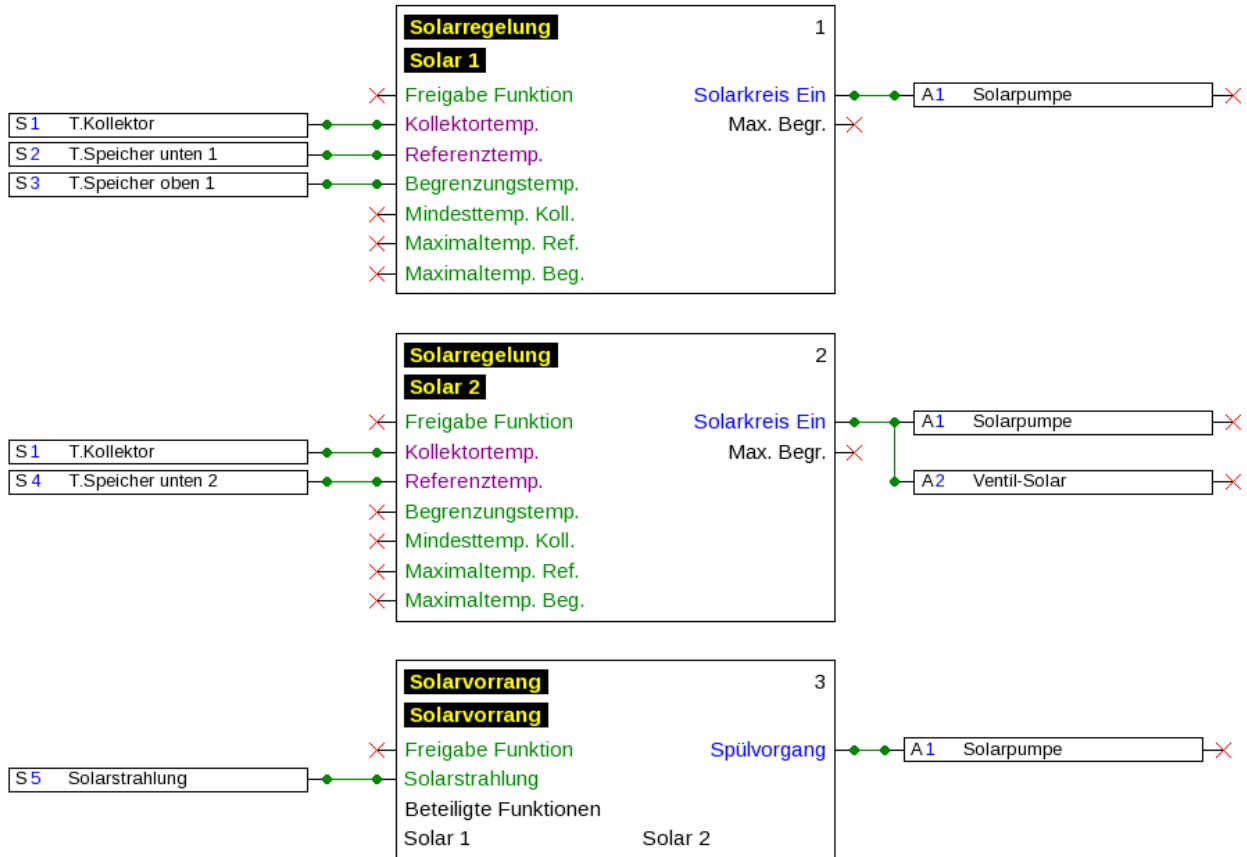 Solarregelung 1
Solar 1
Freigabe Funktion Solarkreis Ein A1 Solarpumpe
S1 T.Kollektor Kollektortemp. Max. Begr.
S2 T.Speicher unten 1 Referenztemp.
S3 T.Speicher oben 1 Begrenzungstemp.
Mindesttemp. Koll.
Maximaltemp. Ref.
Maximaltemp. Beg.
Solarregelung 2
Solar 2
Freigabe Funktion Solarkreis Ein A1 Solarpumpe
S1 T.Kollektor Kollektortemp. Max. Begr.
S4 T.Speicher unten 2 Referenztemp. A2 Ventil-Solar
Begrenzungstemp.
Mindesttemp. Koll.
Maximaltemp. Ref.
Maximaltemp. Beg.
Solarvorrang 3
Solarvorrang
Freigabe Funktion Spülvorgang A1 Solarpumpe
S5 Solarstrahlung Solarstrahlung
Beteiligte Funktionen
Solar 1 Solar 2